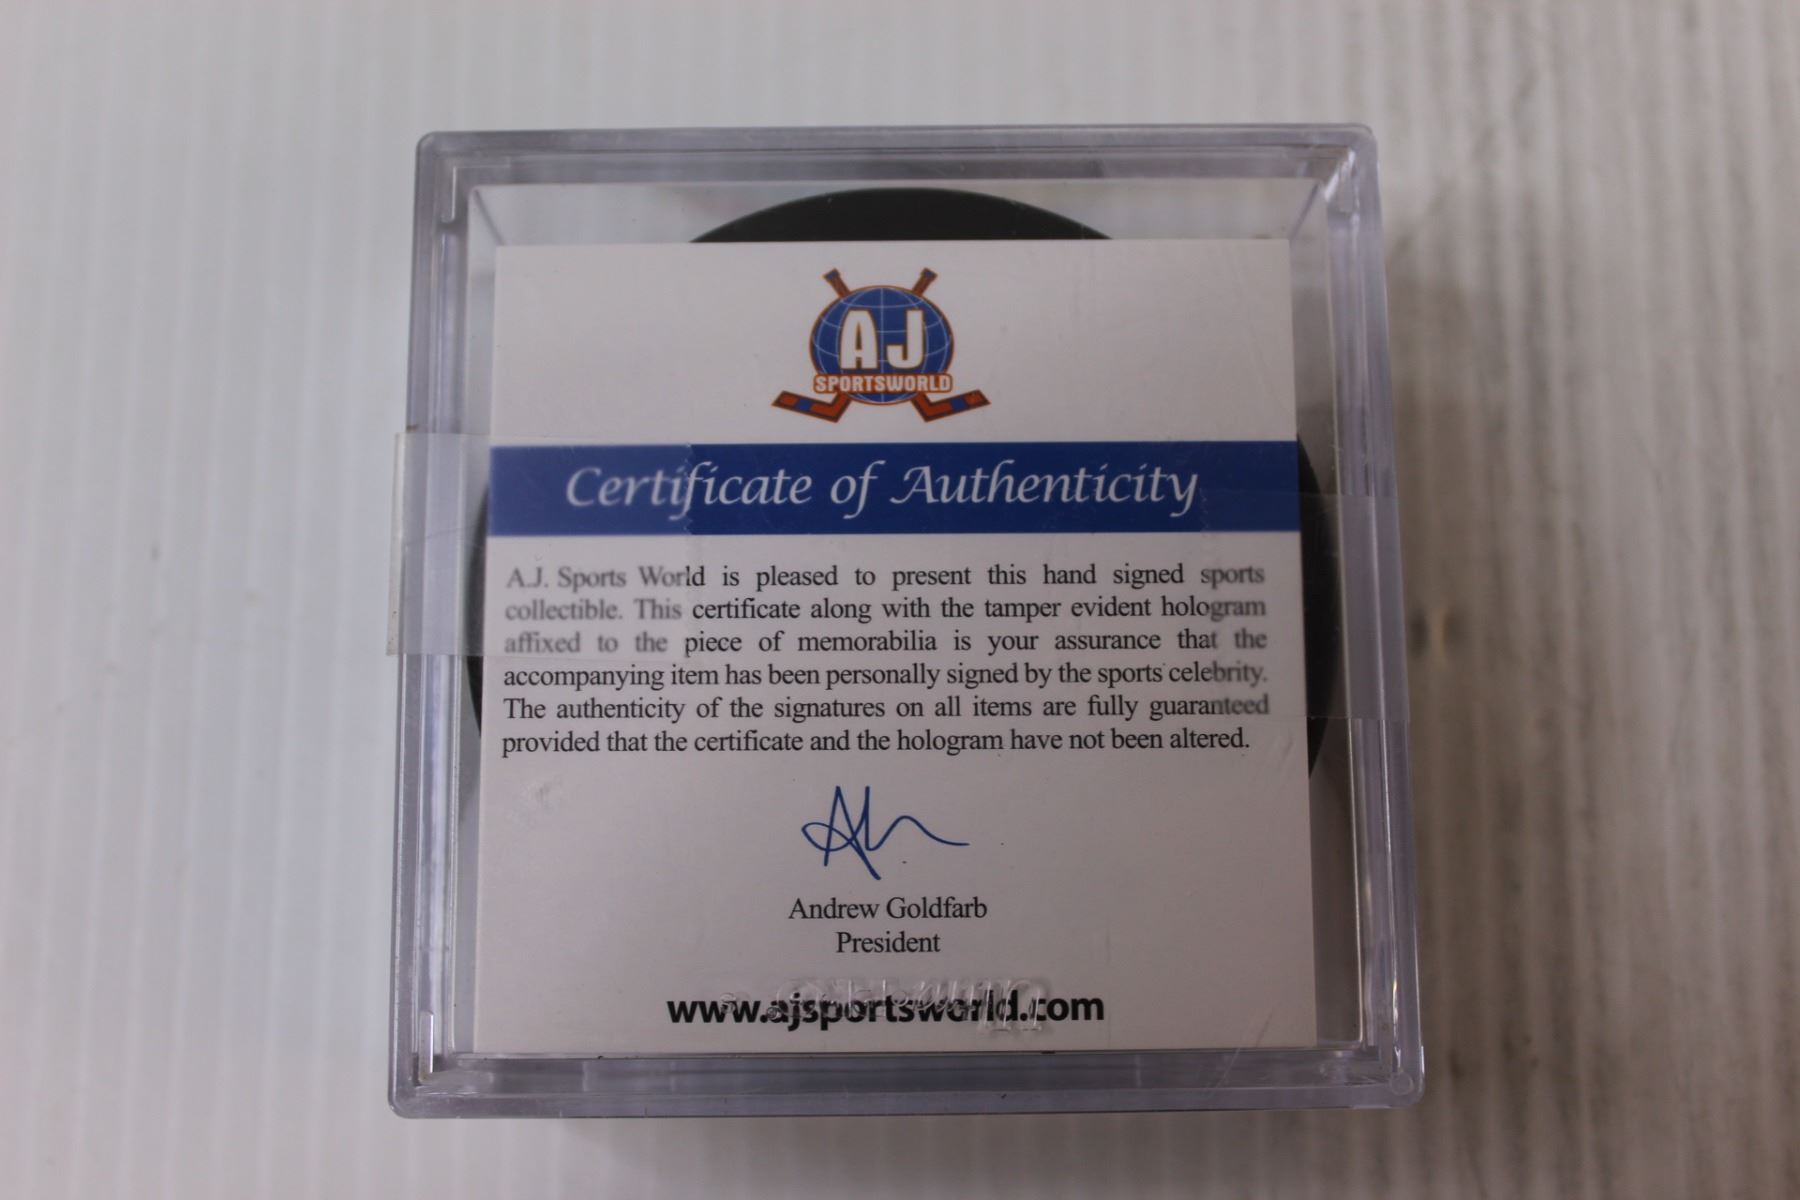 AJ
SPORTSWORLD
Certificate of Authenticity
A.J. Sports World is pleased to present this hand signed sports
collectible. This certificate along with the tamper evident hologram
affixed to the piece of memorabilia is your assurance that the
accompanying item has been personally signed by the sports celebrity.
The authenticity of the signatures on all items are fully guaranteed
provided that the certificate and the hologram have not been altered.
Andrew Goldfarb
President
www.ajsportsworld.com